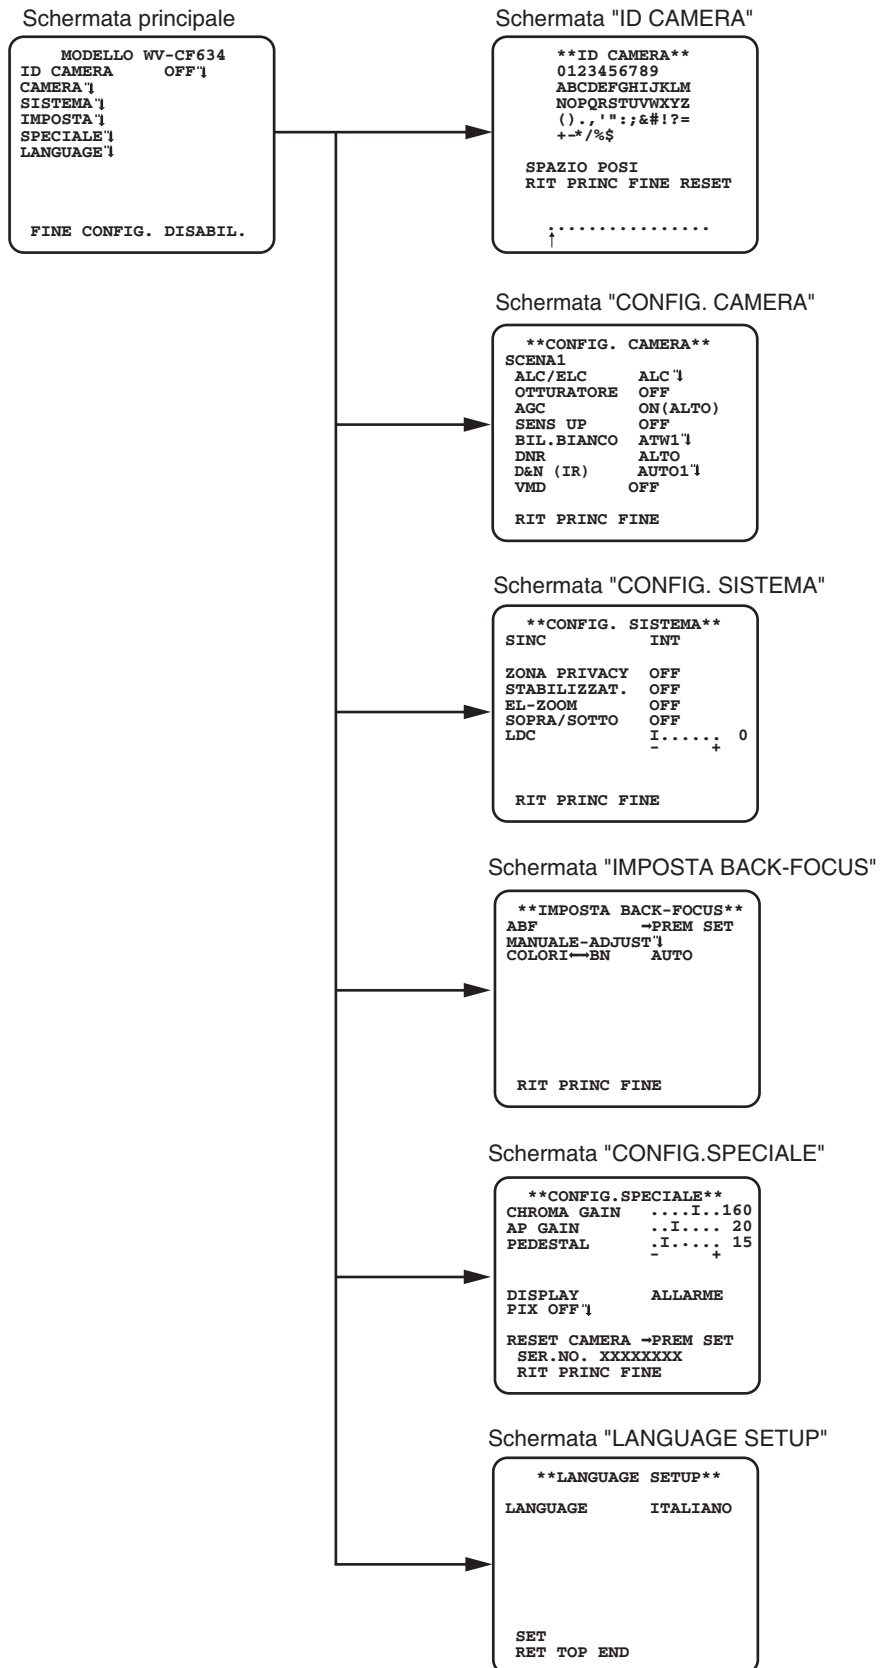 Schermata principale
MODELLO WV-CF634
ID CAMERA OFF
CAMERA
SISTEMA
IMPOSTA
SPECIALE
LANGUAGE
FINE CONFIG. DISABIL.
Schermata "ID CAMERA"
**ID CAMERA**
0123456789
ABCDEFGHIJKLM
NOPQRSTUVWXYZ
().,'":;&#!?=
+-*/%$
SPAZIO POSI
RIT PRINC FINE RESET
................
↑
Schermata "CONFIG. CAMERA"
**CONFIG. CAMERA**
SCENA1
ALC/ELC ALC
OTTURATORE OFF
AGC ON(ALTO)
SENS UP OFF
BIL.BIANCO ATW1
DNR ALTO
D&N (IR) AUTO1
VMD OFF
RIT PRINC FINE
Schermata "CONFIG. SISTEMA"
**CONFIG. SISTEMA**
SINC INT
ZONA PRIVACY OFF
STABILIZZAT. OFF
EL-ZOOM OFF
SOPRA/SOTTO OFF
LDC I...... 0
- +
RIT PRINC FINE
Schermata "IMPOSTA BACK-FOCUS"
**IMPOSTA BACK-FOCUS**
ABF →PREM SET
MANUALE-ADJUST
COLORI↔BN AUTO
RIT PRINC FINE
Schermata "CONFIG.SPECIALE"
**CONFIG.SPECIALE**
CHROMA GAIN ....I..160
AP GAIN ..I.... 20
PEDESTAL .I..... 15
- +
DISPLAY ALLARME
PIX OFF
RESET CAMERA →PREM SET
SER.NO. XXXXXXXX
RIT PRINC FINE
Schermata "LANGUAGE SETUP"
**LANGUAGE SETUP**
LANGUAGE ITALIANO
SET
RET TOP END